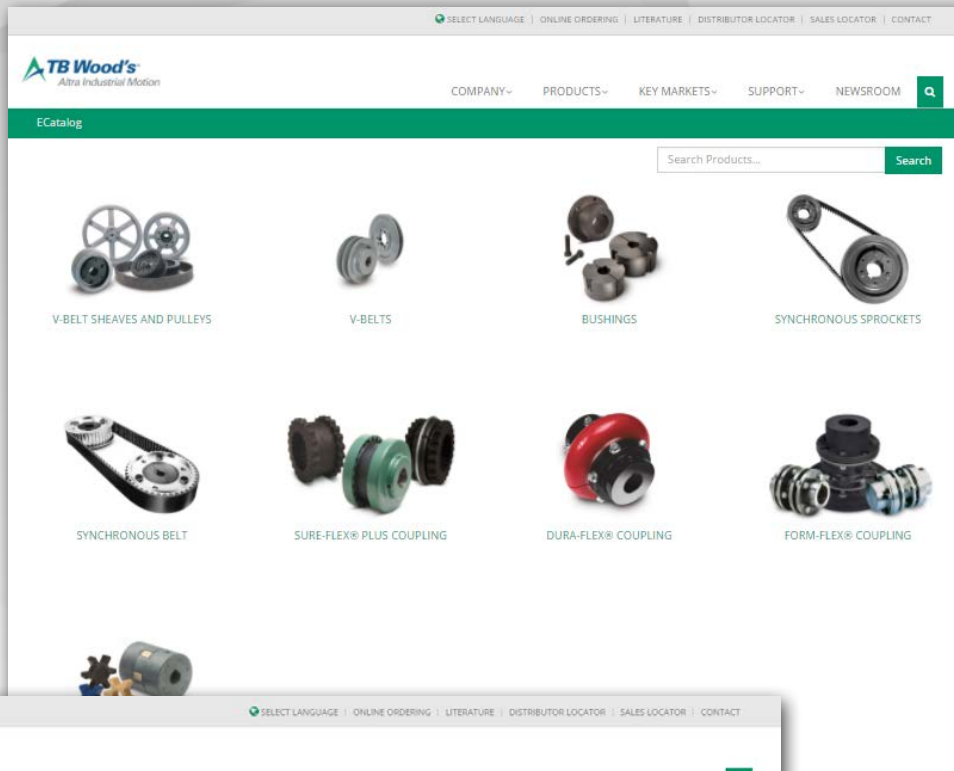 SELECT LANGUAGE | ONLINE ORDERING | LITERATURE | DISTRIBUTOR LOCATOR | SALES LOCATOR | CONTACT
TB Wood's
Altra Industrial Motion
COMPANY PRODUCTS KEY MARKETS SUPPORT NEWSROOM
ECatalog
Search Products... Search
V-BELT SHEAVES AND PULLEYS V-BELTS BUSHINGS SYNCHRONOUS SPROCKETS
SYNCHRONOUS BELT SURE-FLEX® PLUS COUPLING DURA-FLEX® COUPLING FORM-FLEX® COUPLING
SELECT LANGUAGE | ONLINE ORDERING | LITERATURE | DISTRIBUTOR LOCATOR | SALES LOCATOR | CONTACT